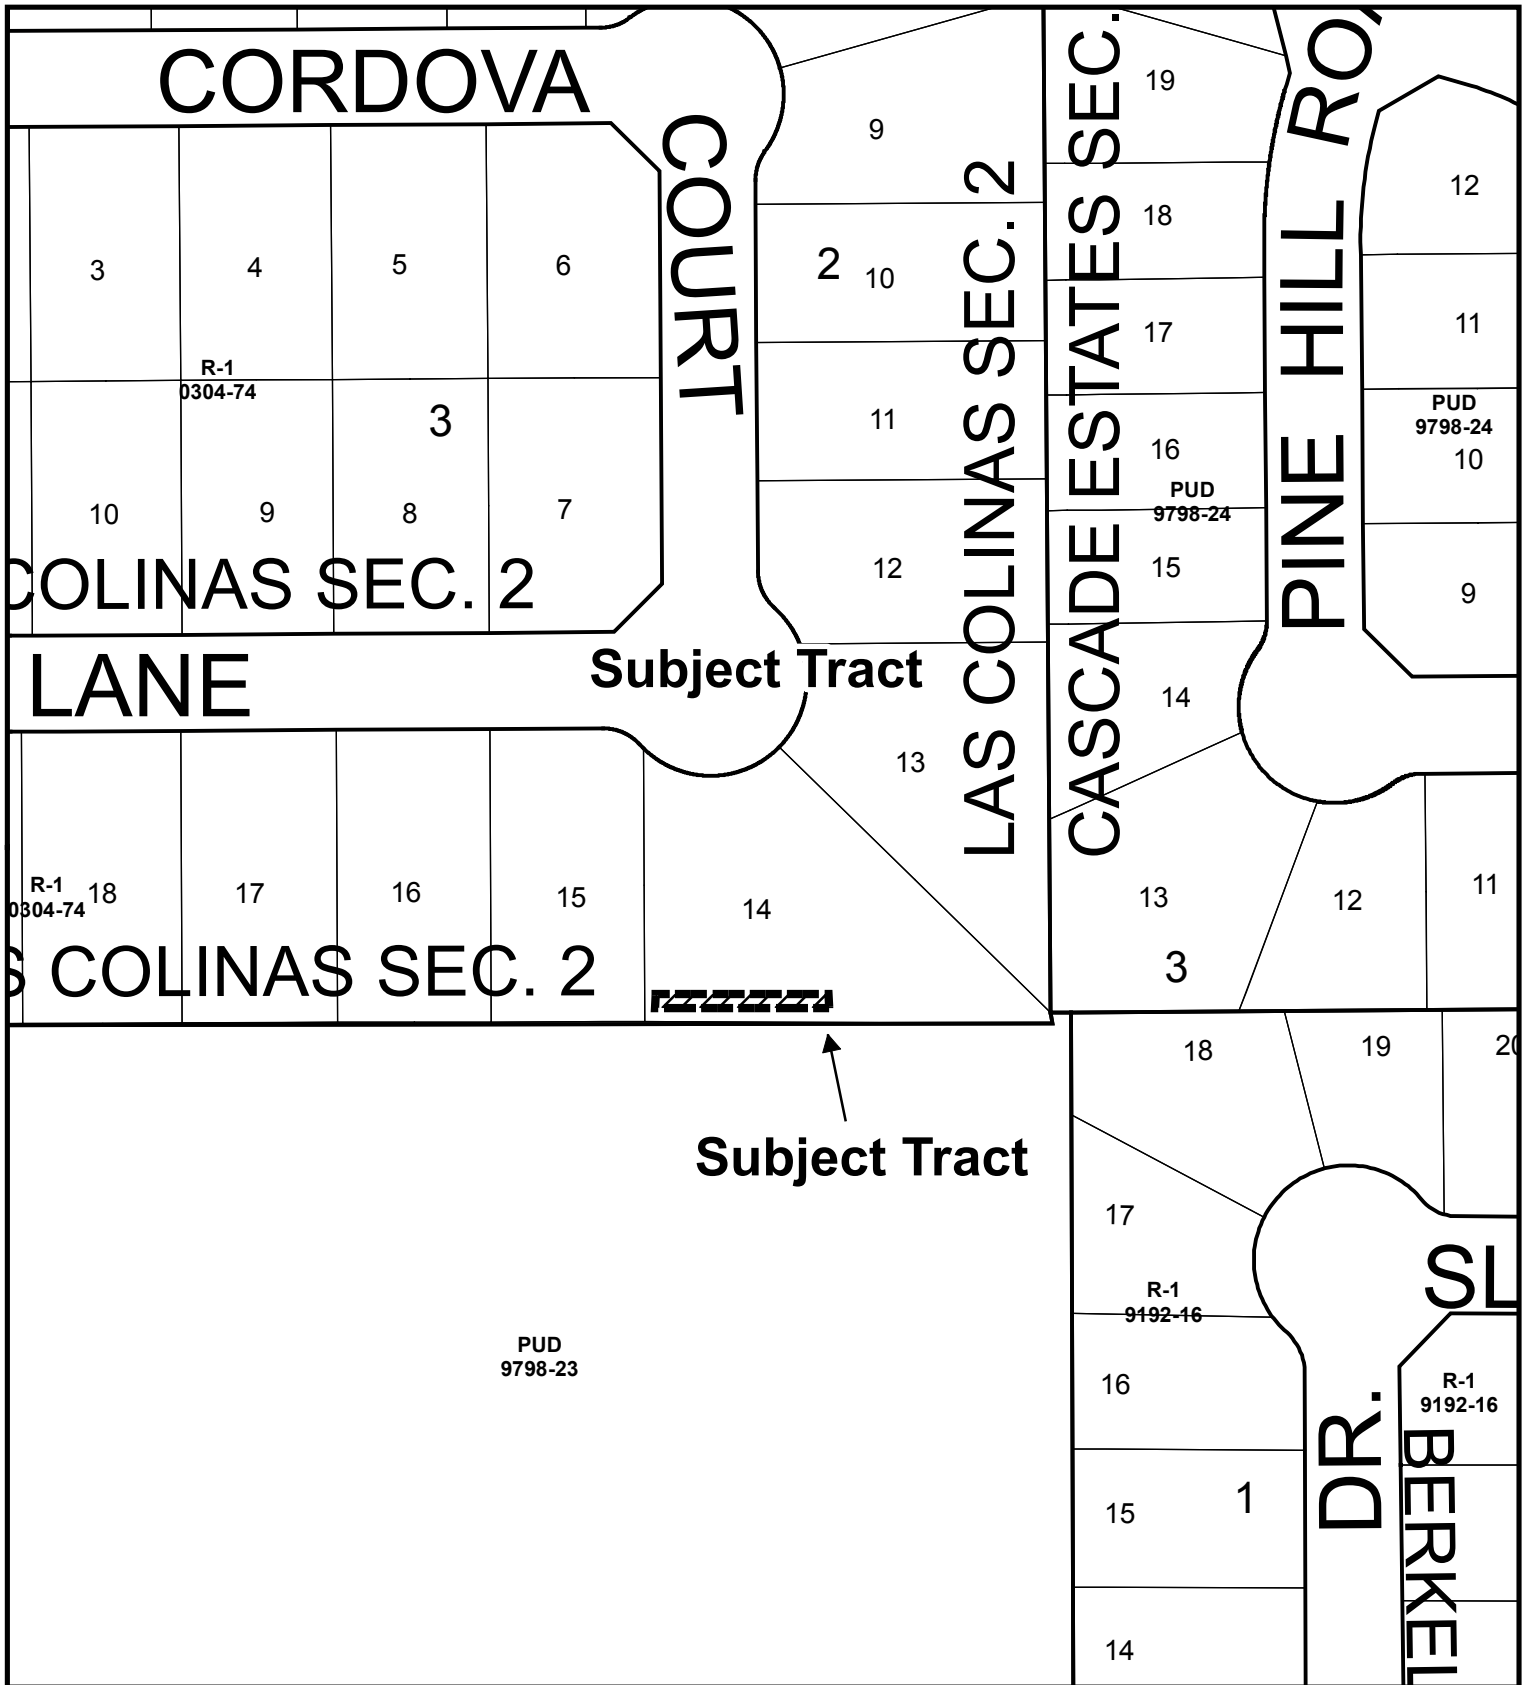 CORDOVA
COURT
9
2
10
11
12
13
3
4
5
6
R-1
0304-74
3
10
9
8
7
COLINAS SEC. 2
LANE
Subject Tract
R-1
0304-74
18
17
16
15
14
S COLINAS SEC. 2
LAS COLINAS SEC. 2
CASCADE ESTATES SEC.
19
18
17
16
PUD
9798-24
15
14
13
3
12
11
PINE HILL
12
11
PUD
9798-24
10
9
Subject Tract
PUD
9798-23
18
19
20
17
R-1
9192-16
16
15
1
14
SL
DR.
R-1
9192-16
BERKEL